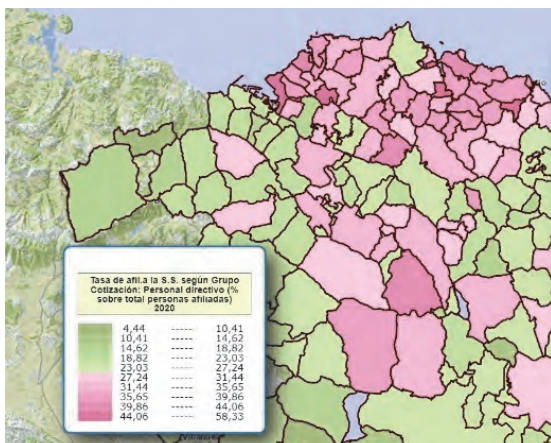 Tasa de afil.a la S.S. según Grupo
Cotización: Personal directivo (%
sobre total personas afiliadas)
2020
4,44 ----- 10,41
10,41 ----- 14,62
14,62 ----- 18,82
18,82 ----- 23,03
23,03 ----- 27,24
27,24 ----- 31,44
31,44 ----- 35,65
35,65 ----- 39,86
39,86 ----- 44,06
44,06 ----- 58,33